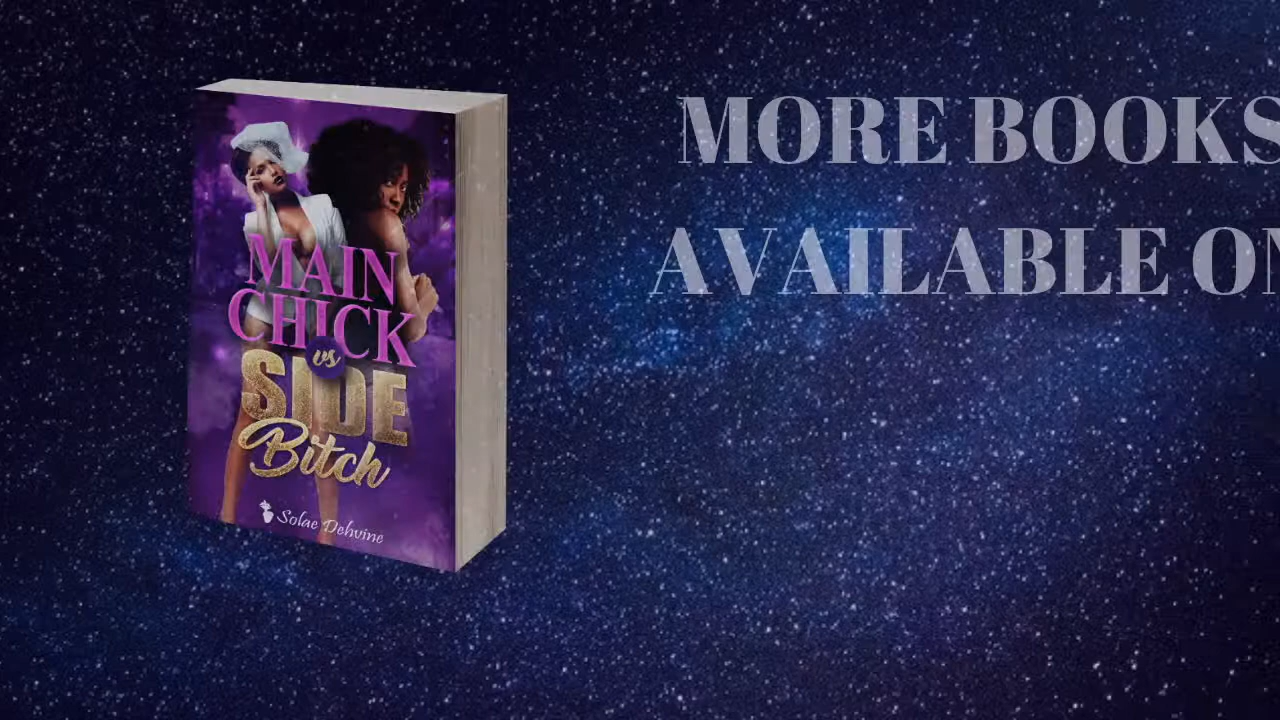 MAIN
CHICK
vs
SIDE
Bitch
Solae Dehvine
MORE BOOKS
AVAILABLE ON